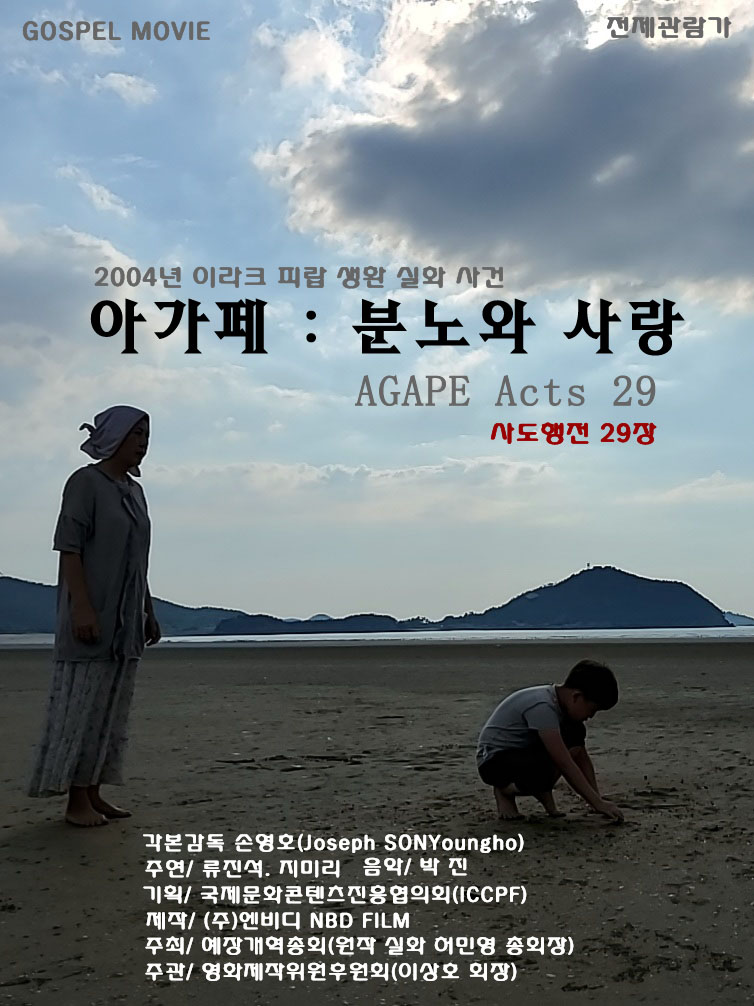 GOSPEL MOVIE
전체관람가
2004년 이라크 피랍 생환 실화 사건
아가페 : 분노와 사랑
AGAPE Acts 29
사도행전 29장
각본감독 손영호(Joseph SONYoungho)
주연/ 류진석. 지미리 음악/ 박 진
기획/ 국제문화콘텐츠진흥협의회(ICCPF)
제작/ (주)엔비디 NBD FILM
주최/ 예장개역총회(원작 실화 허민영 총회장)
주관/ 영화제작위원후원회(이상호 회장)